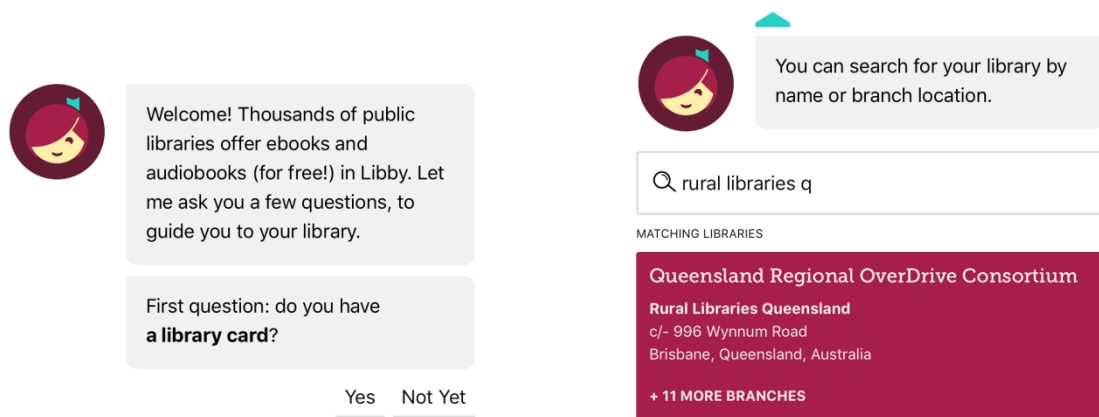 Welcome! Thousands of public
libraries offer ebooks and
audiobooks (for free!) in Libby. Let
me ask you a few questions, to
guide you to your library.
First question: do you have
a library card?
Yes Not Yet
You can search for your library by
name or branch location.
rural libraries q
MATCHING LIBRARIES
Queensland Regional OverDrive Consortium
Rural Libraries Queensland
c/- 996 Wynnum Road
Brisbane, Queensland, Australia
+ 11 MORE BRANCHES